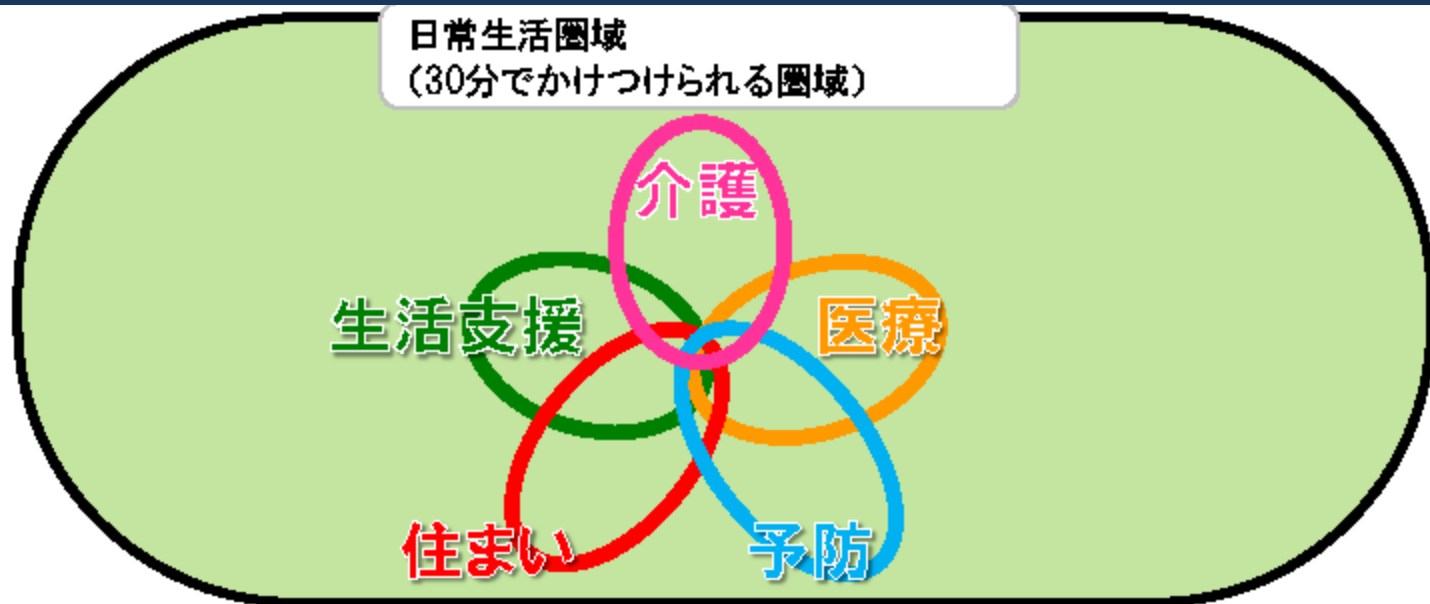 日常生活圏域
（30分でかけつけられる圏域）
介護
生活支援
医療
住まい
予防